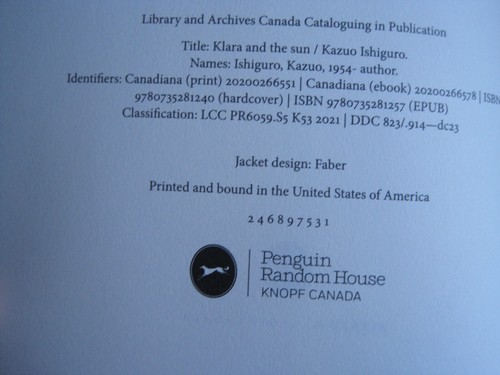 Library and Archives Canada Cataloguing in Publication
Title: Klara and the sun / Kazuo Ishiguro.
Names: Ishiguro, Kazuo, 1954- author.
Identifiers: Canadiana (print) 20200266551 | Canadiana (ebook) 20200266578 | ISBN
9780735281240 (hardcover) | ISBN 9780735281257 (EPUB)
Classification: LCC PR6059.S5 K53 2021 | DDC 823/.914—dc23
Jacket design: Faber
Printed and bound in the United States of America
2 4 6 8 9 7 5 3 1
Penguin
Random House
KNOPF CANADA